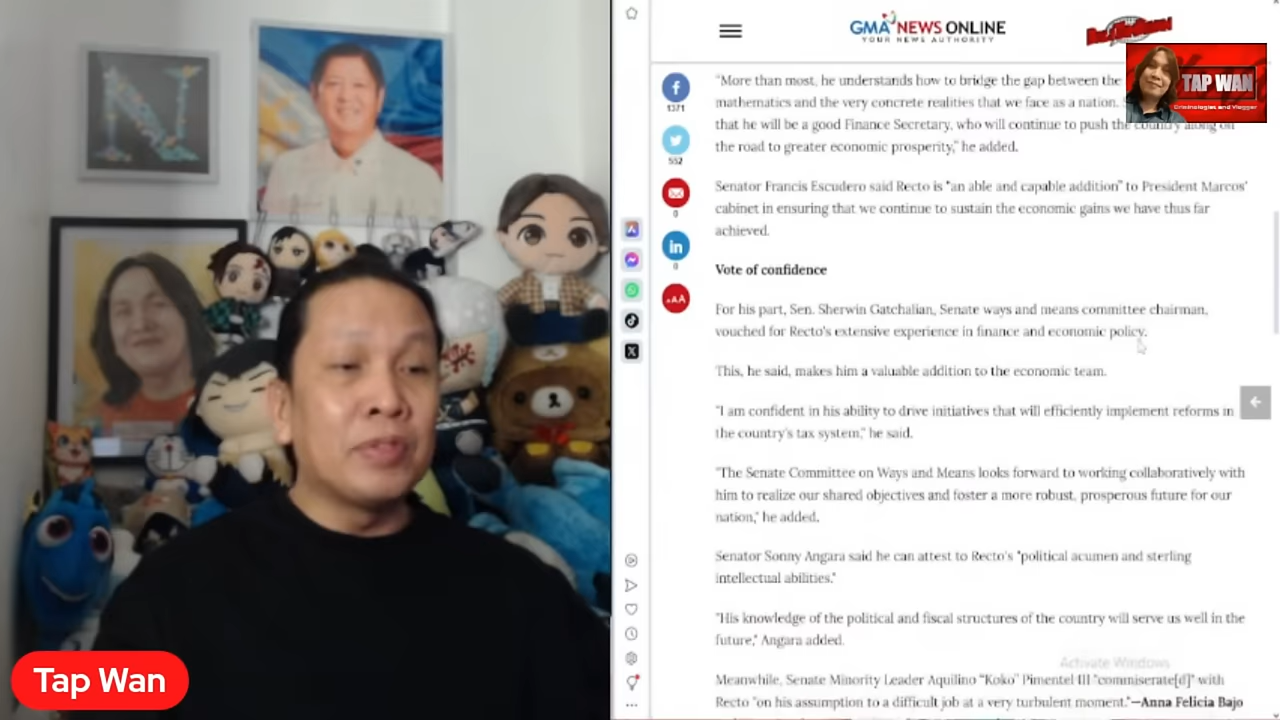 GMA NEWS ONLINE
YOUR NEWS AUTHORITY
TAP WAN
Criminologist and Vlogger
"More than most, he understands how to bridge the gap between the
mathematics and the very concrete realities that we face as a nation.
that he will be a good Finance Secretary, who will continue to push the country along on
the road to greater economic prosperity," he added.
Senator Francis Escudero said Recto is "an able and capable addition" to President Marcos'
cabinet in ensuring that we continue to sustain the economic gains we have thus far
achieved.
Vote of confidence
For his part, Sen. Sherwin Gatchalian, Senate ways and means committee chairman,
vouched for Recto's extensive experience in finance and economic policy.
This, he said, makes him a valuable addition to the economic team.
"I am confident in his ability to drive initiatives that will efficiently implement reforms in
the country's tax system," he said.
"The Senate Committee on Ways and Means looks forward to working collaboratively with
him to realize our shared objectives and foster a more robust, prosperous future for our
nation," he added.
Senator Sonny Angara said he can attest to Recto's "political acumen and sterling
intellectual abilities."
"His knowledge of the political and fiscal structures of the country will serve us well in the
future," Angara added.
Meanwhile, Senate Minority Leader Aquilino "Koko" Pimentel III "commiserate[d]" with
Recto "on his assumption to a difficult job at a very turbulent moment."—Anna Felicia Bajo
1371
552
0
0
AAA
Activate Windows
Tap Wan